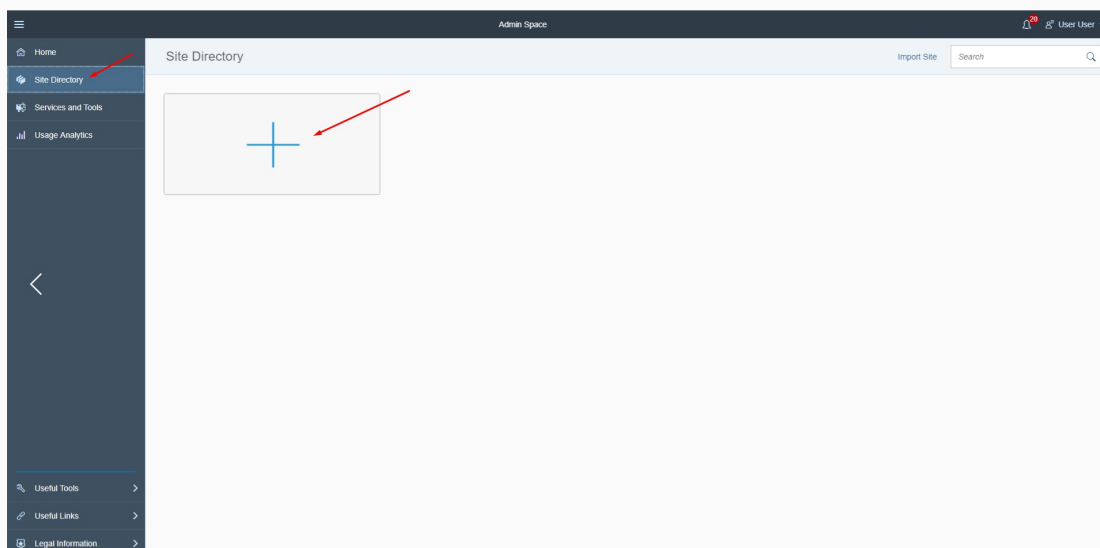 Admin Space
20
User User
Home
Site Directory
Services and Tools
Usage Analytics
Site Directory
Import Site
Search
Useful Tools
Useful Links
Legal Information